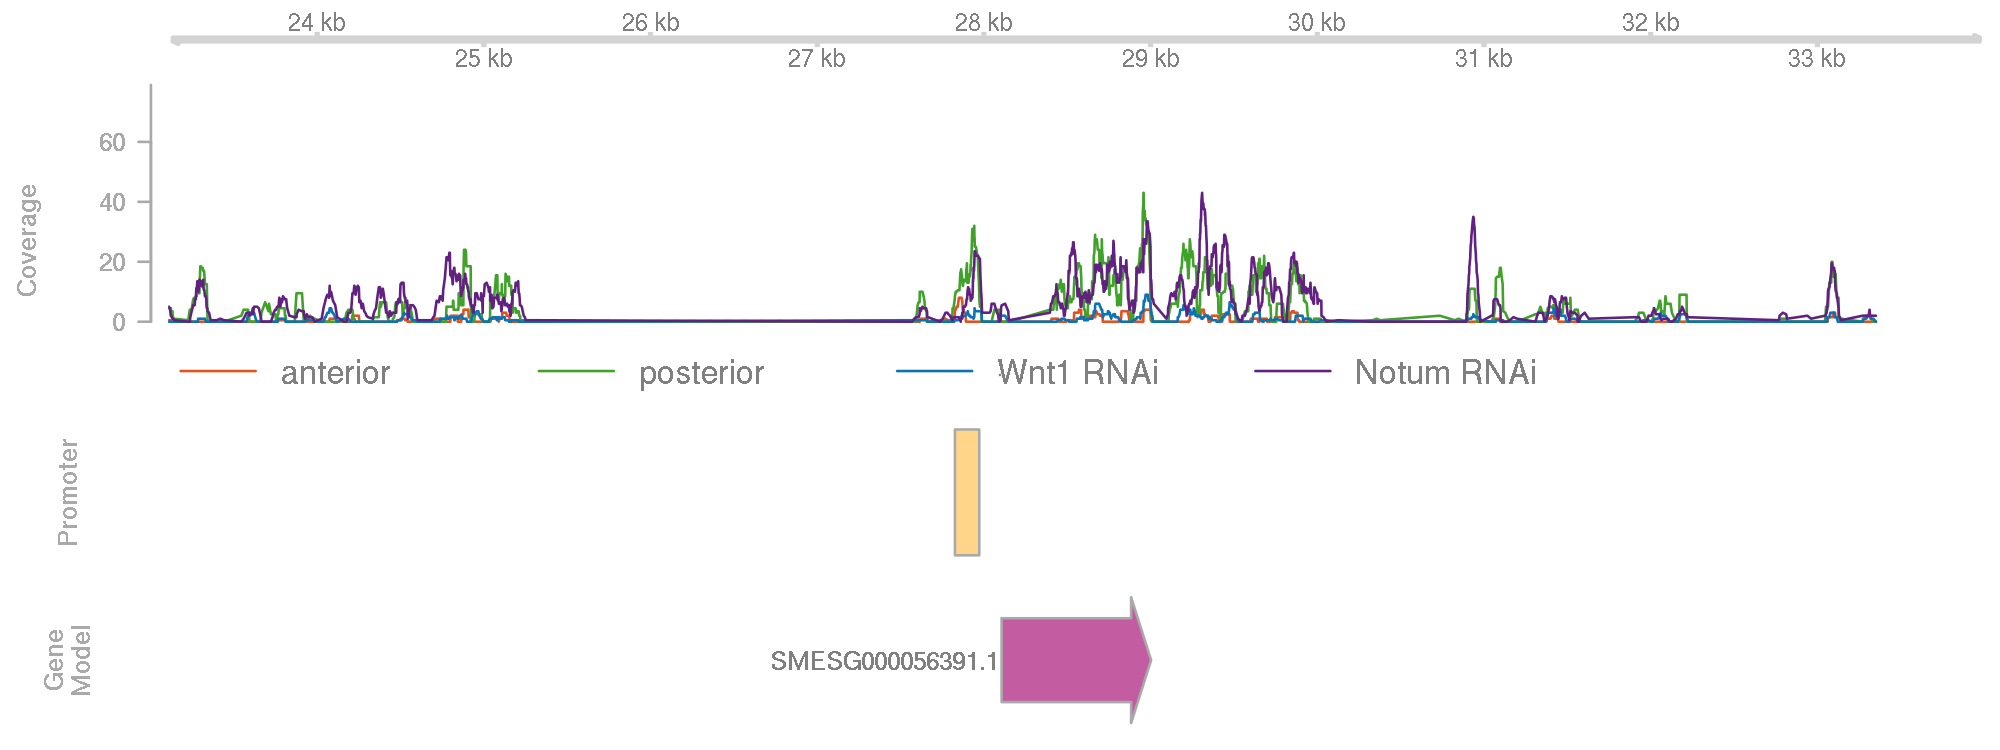 24 kb 26 kb 28 kb 30 kb 32 kb
25 kb 27 kb 29 kb 31 kb 33 kb
Coverage
60
40
20
0
anterior posterior Wnt1 RNAi Notum RNAi
Promoter
Gene
Model
SMESG000056391.1